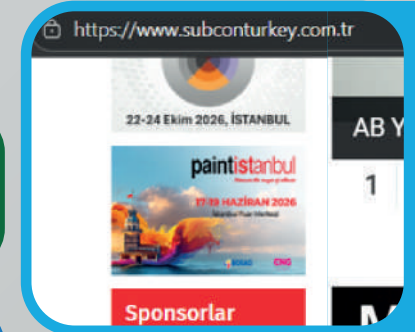 https://www.subconturkey.com.tr
22-24 Ekim 2026, İSTANBUL
AB Y
1
paintistanbul
17-19 HAZİRAN 2026
İstanbul Fuar Merkezi
BOSAD
Sponsorlar
M